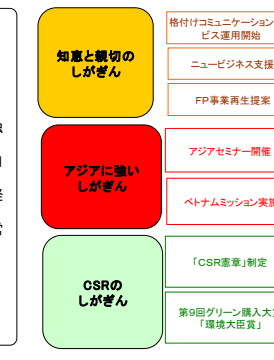 知恵と親切の
しがぎん
格付けコミュニケーション
ビス運用開始
ニュービジネス支援
FP事業再生提案
アジアに強い
しがぎん
アジアセミナー開催
ベトナムミッション実施
CSRの
しがぎん
「CSR憲章」制定
第9回グリーン購入大賞
「環境大臣賞」